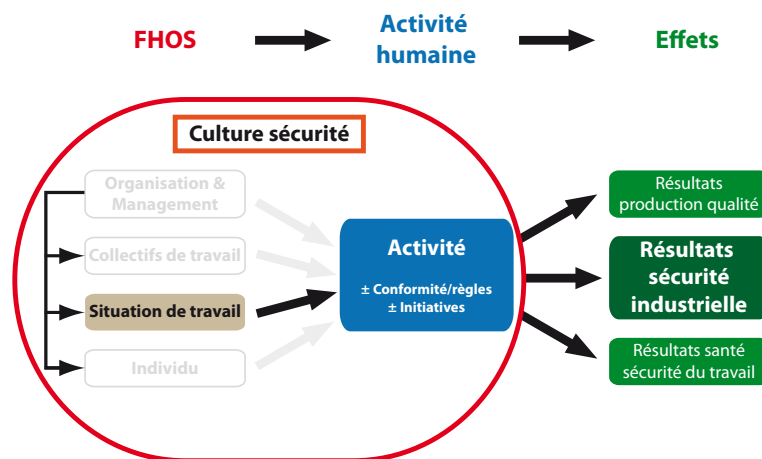 FHOS
Activité
humaine
Effets
Culture sécurité
Organisation &
Management
Collectifs de travail
Situation de travail
Individu
Activité
± Conformité/règles
± Initiatives
Résultats
production qualité
Résultats
sécurité
industrielle
Résultats santé
sécurité du travail